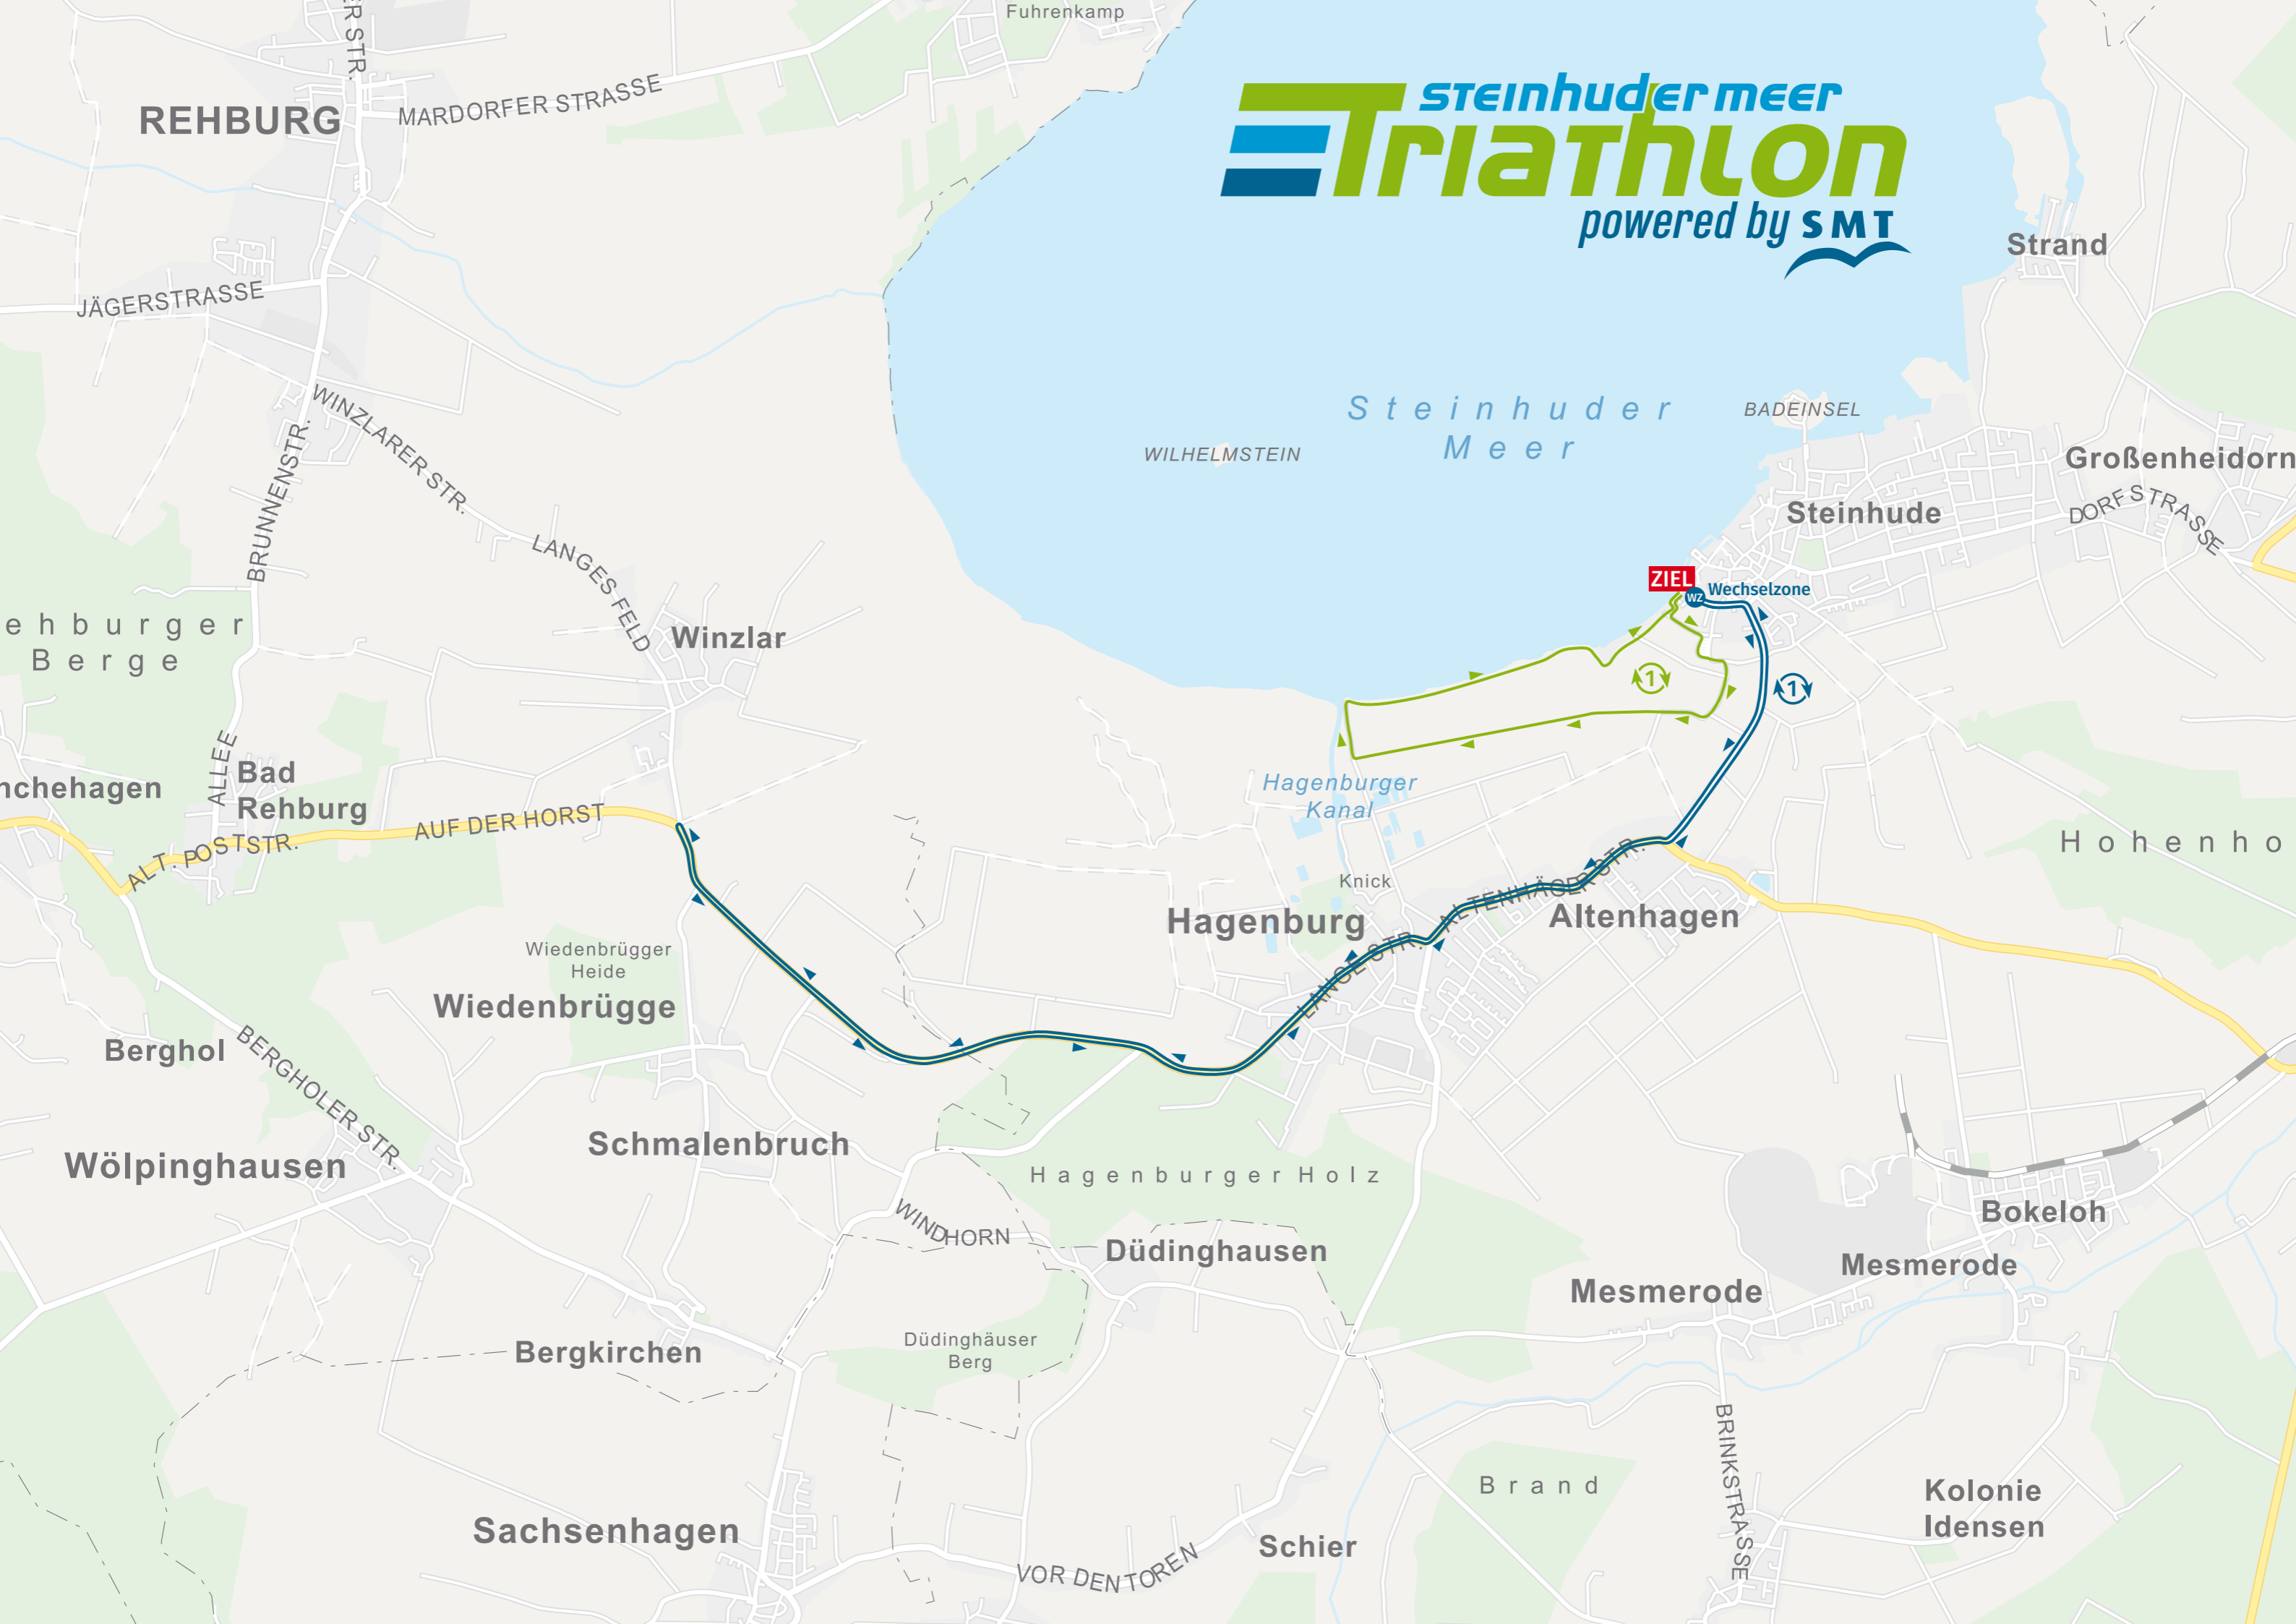 Fuhrenkamp
ER STR.
REHBURG
MARDORFER STRASSE
STEINHUDER MEER
TRIATHLON
powered by SMT
Strand
JÄGERSTRASSE
WINZLARER STR.
BRUNNENSTR.
Steinhuder
Meer
BADEINSEL
WILHELMSTEIN
Großenheidorn
Steinhude
DORFSTRASSE
LANGES FELD
ZIEL
WZ
Wechselzone
ehburger
Berge
Winzlar
1
1
ALLEE
Bad
Rehburg
nchehagen
Hagenburger
Kanal
AUF DER HORST
ALT. POSTSTR.
Hohenho
Knick
ALTENHÄGER STR.
Hagenburg
Altenhagen
LANGE STR.
Wiedenbrügger
Heide
Wiedenbrügge
Berghol
BERGHOLER STR.
Schmalenbruch
Wölpinghausen
Hagenburger Holz
WINDHORN
Düdinghausen
Bokeloh
Mesmerode
Mesmerode
Düdinghäuser
Berg
Bergkirchen
BRINKSTRASSE
Brand
Kolonie
Idensen
Sachsenhagen
Schier
VOR DEN TOREN